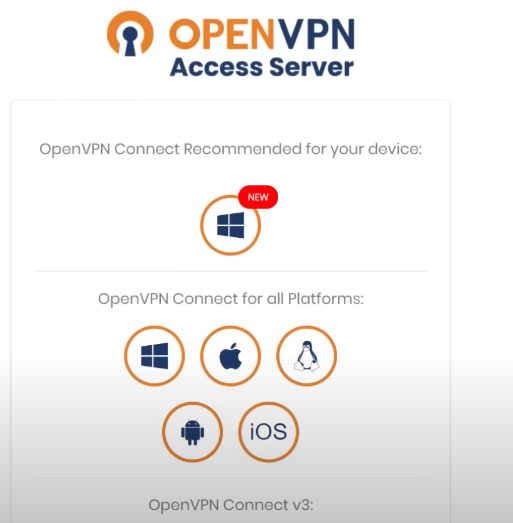 OPENVPN
Access Server
OpenVPN Connect Recommended for your device:
NEW
OpenVPN Connect for all Platforms:
iOS
OpenVPN Connect v3: